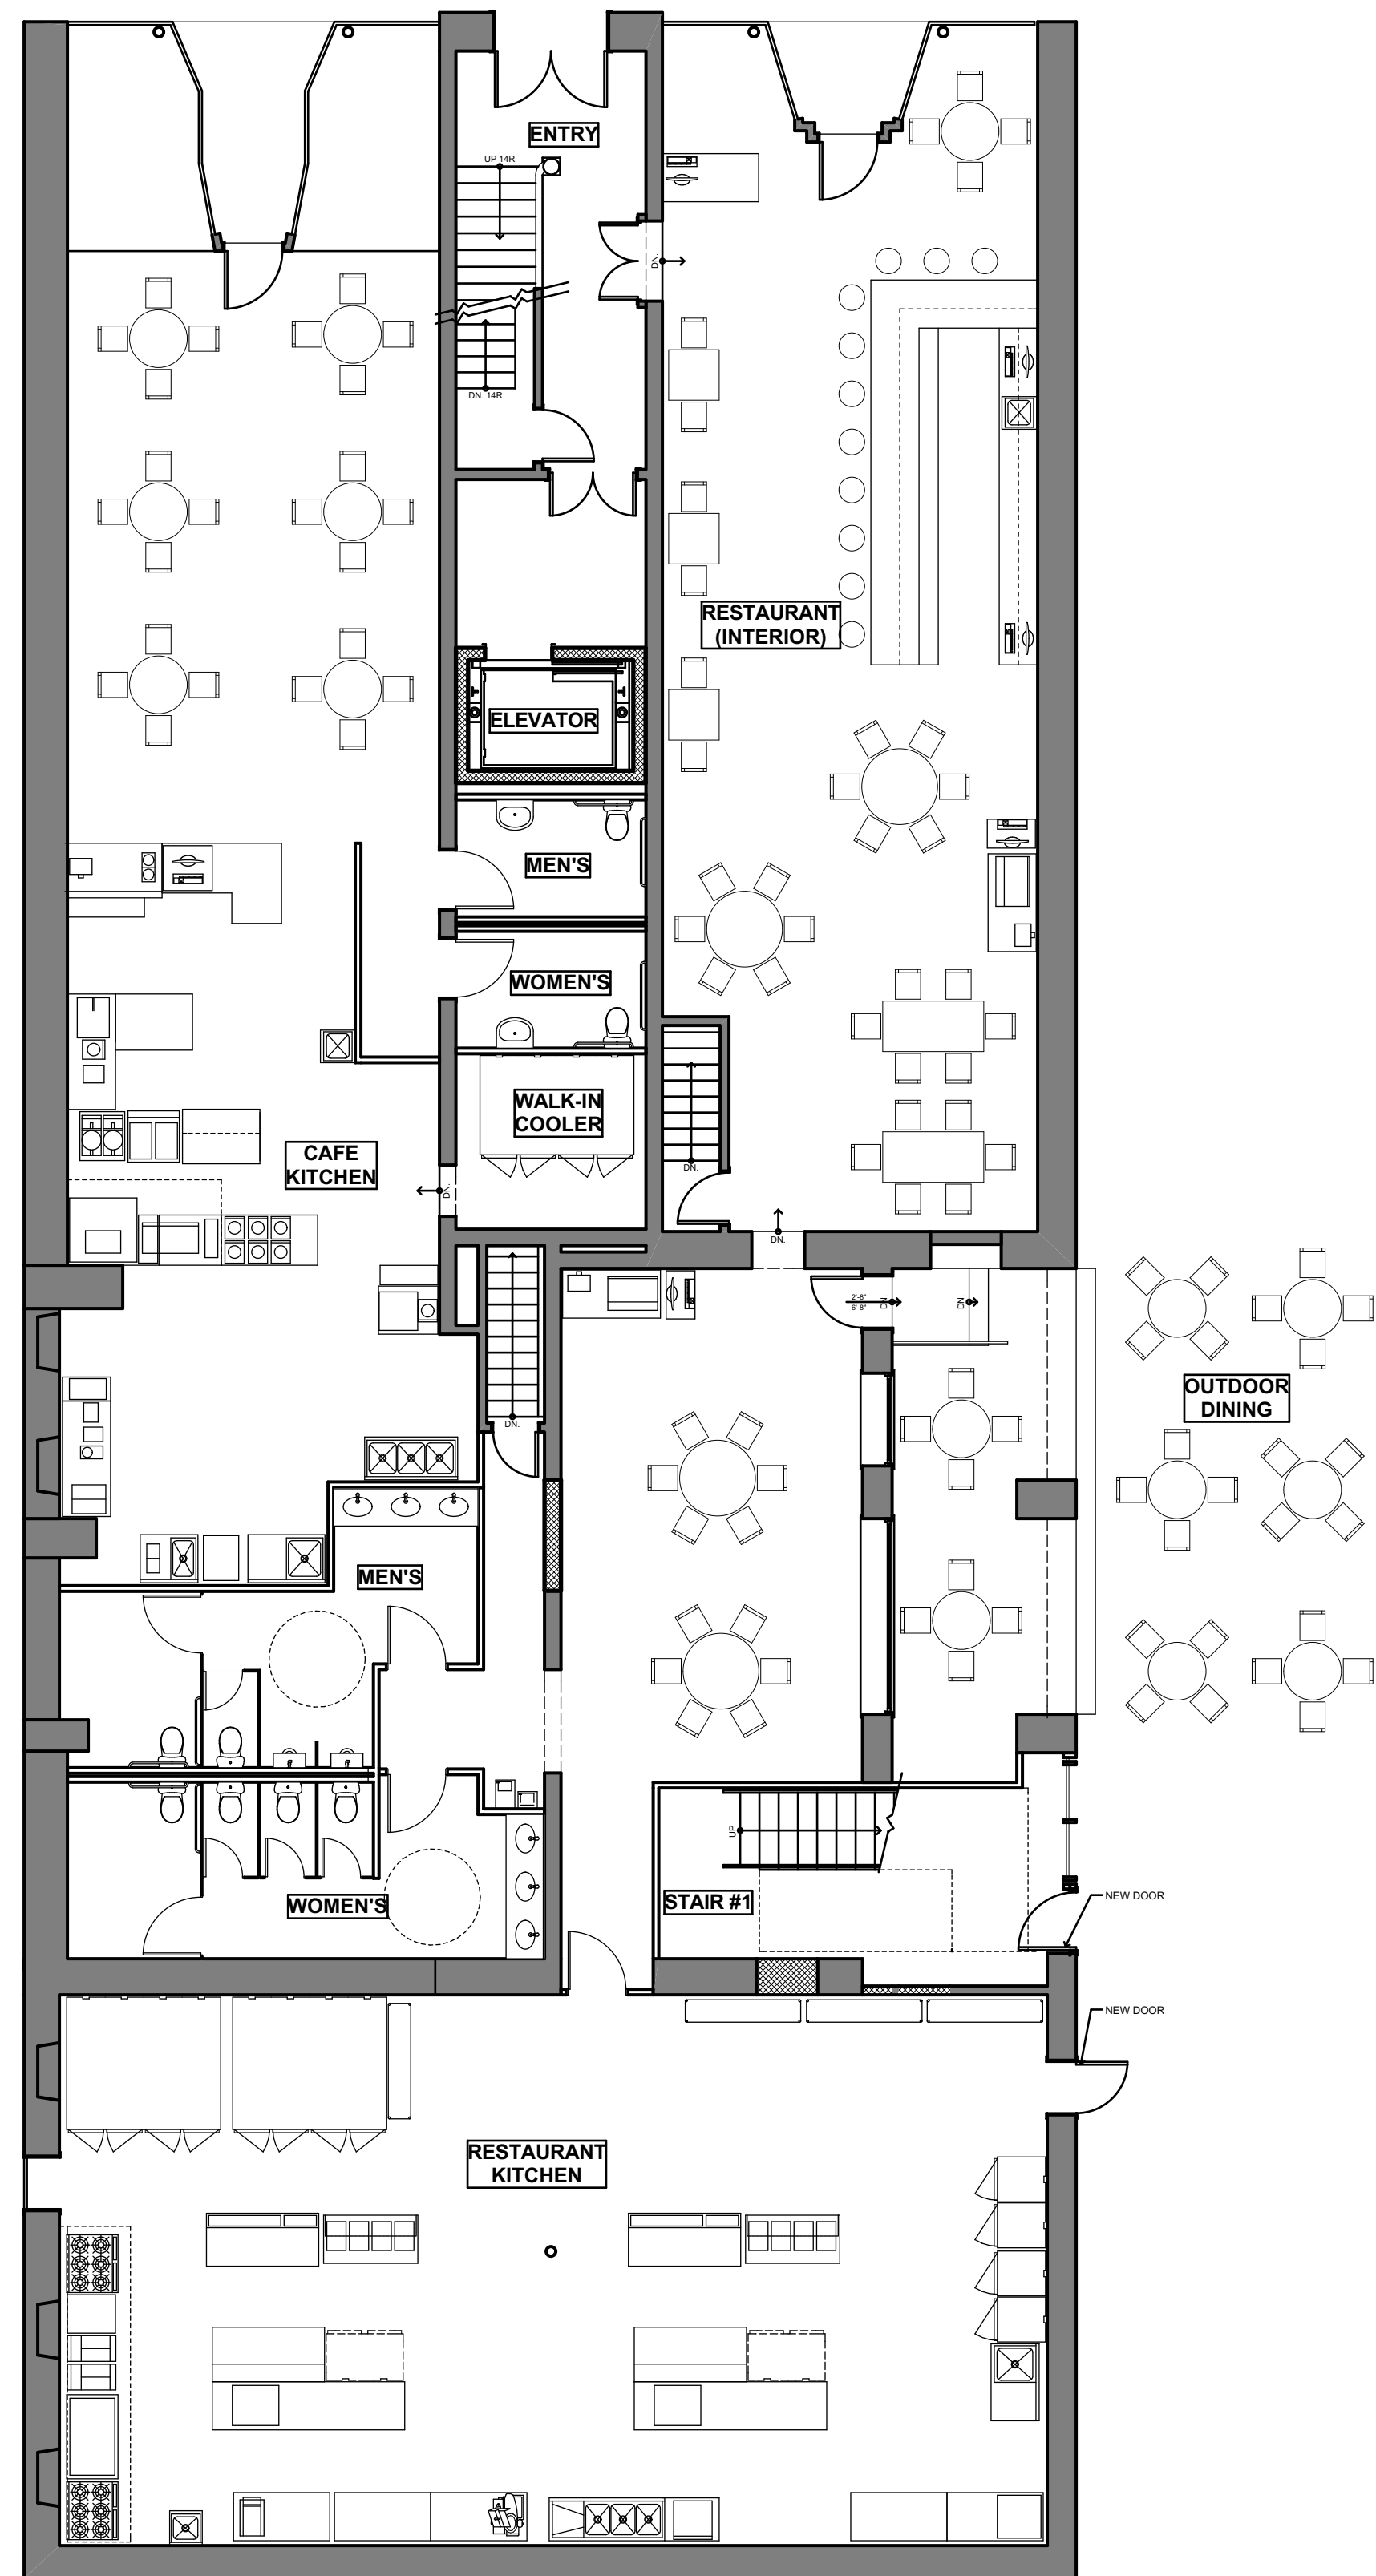 ENTRY
UP 14R
DN.
DN. 14R
RESTAURANT
(INTERIOR)
ELEVATOR
MEN'S
WOMEN'S
WALK-IN
COOLER
CAFE
KITCHEN
DN.
DN.
DN.
2'-8"
6'-8"
DN.
DN.
OUTDOOR
DINING
DN.
MEN'S
UP
STAIR #1
WOMEN'S
NEW DOOR
NEW DOOR
RESTAURANT
KITCHEN